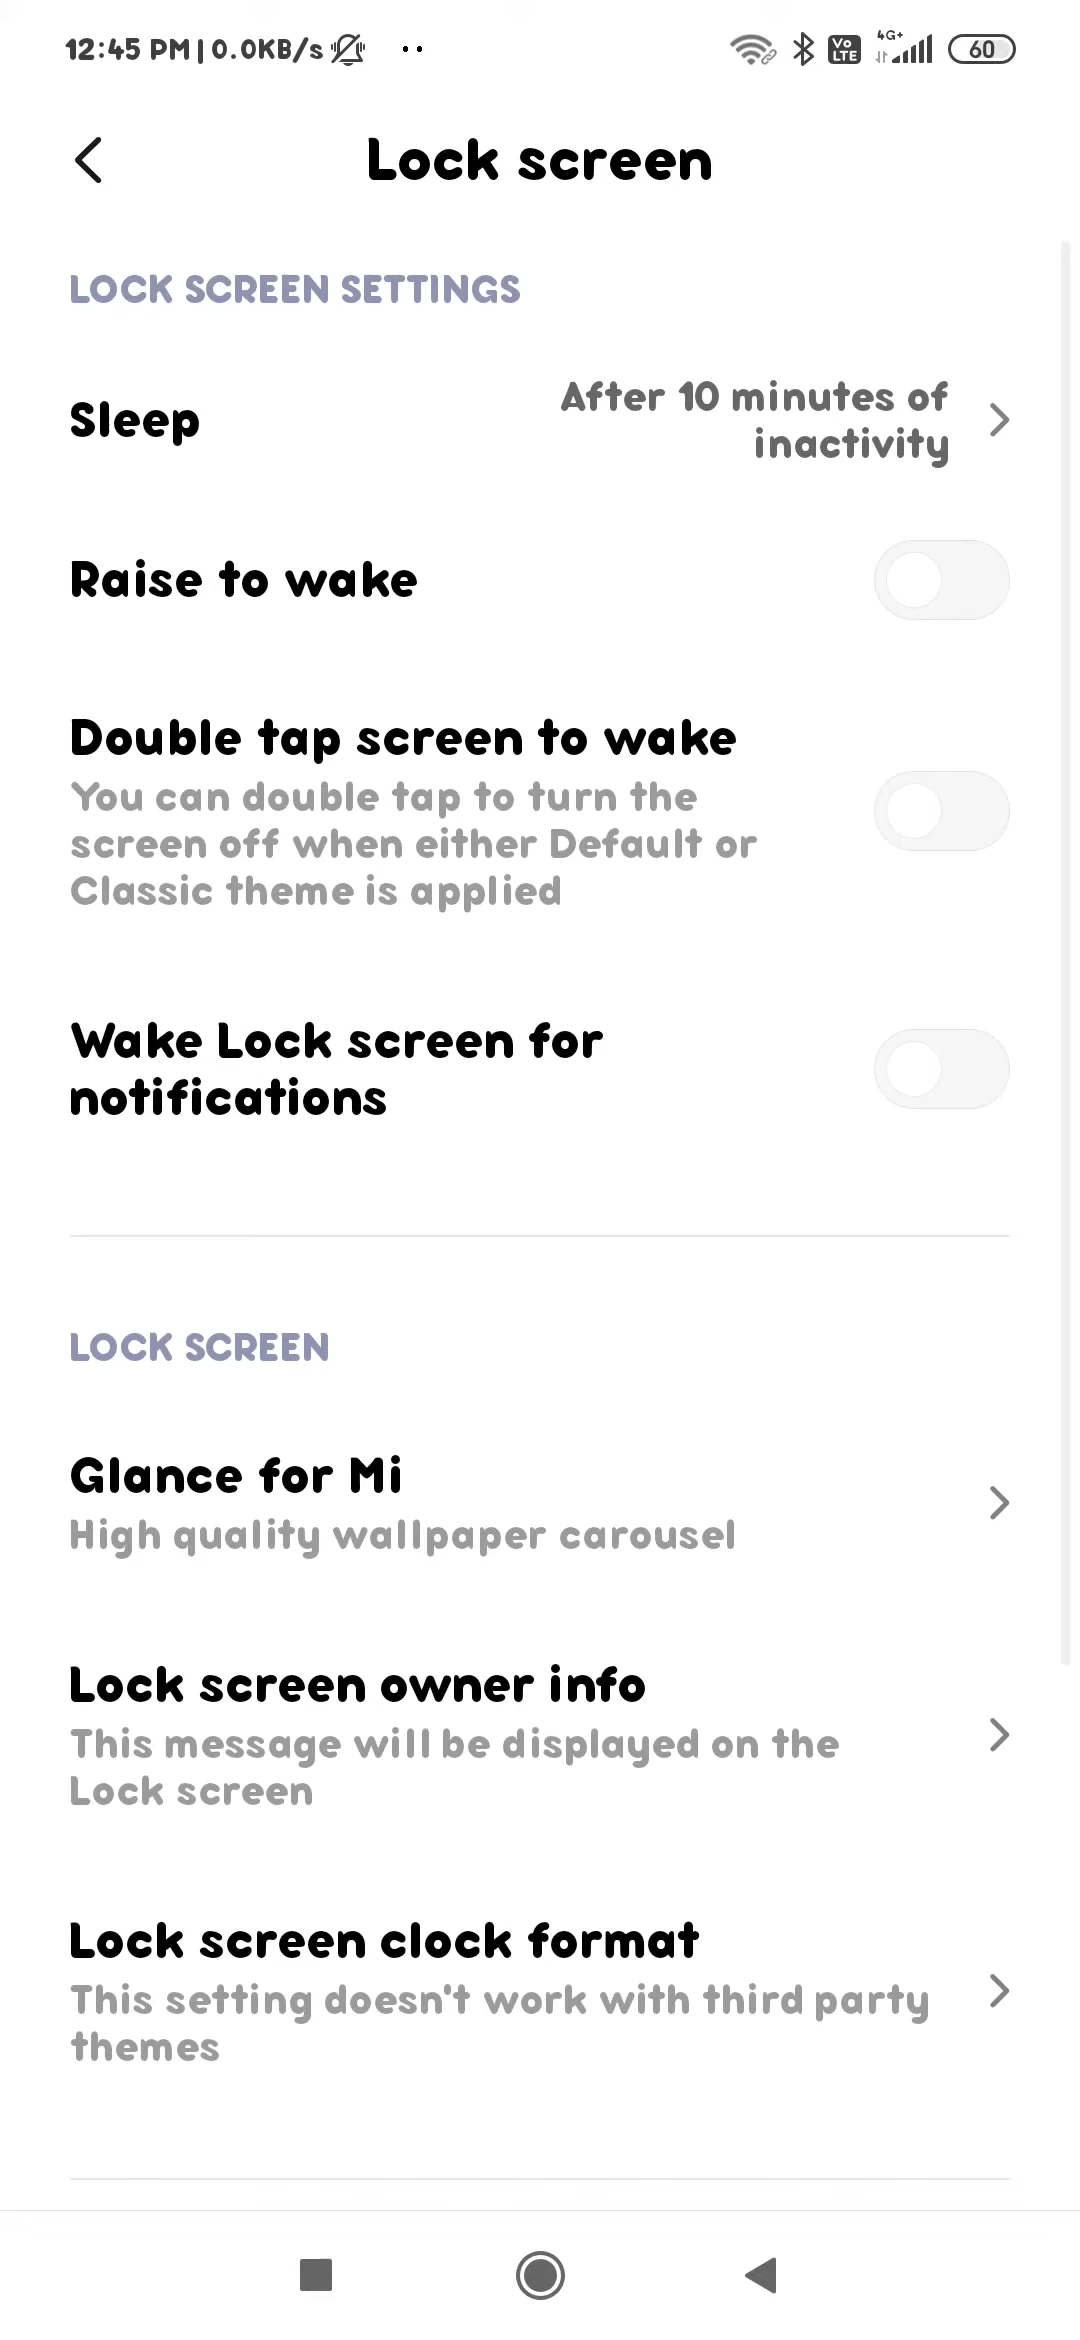 12:45 PM | 0.0KB/s
Vo LTE 4G+ 60
Lock screen
LOCK SCREEN SETTINGS
Sleep
After 10 minutes of
inactivity
Raise to wake
Double tap screen to wake
You can double tap to turn the
screen off when either Default or
Classic theme is applied
Wake Lock screen for
notifications
LOCK SCREEN
Glance for Mi
High quality wallpaper carousel
Lock screen owner info
This message will be displayed on the
Lock screen
Lock screen clock format
This setting doesn't work with third party
themes